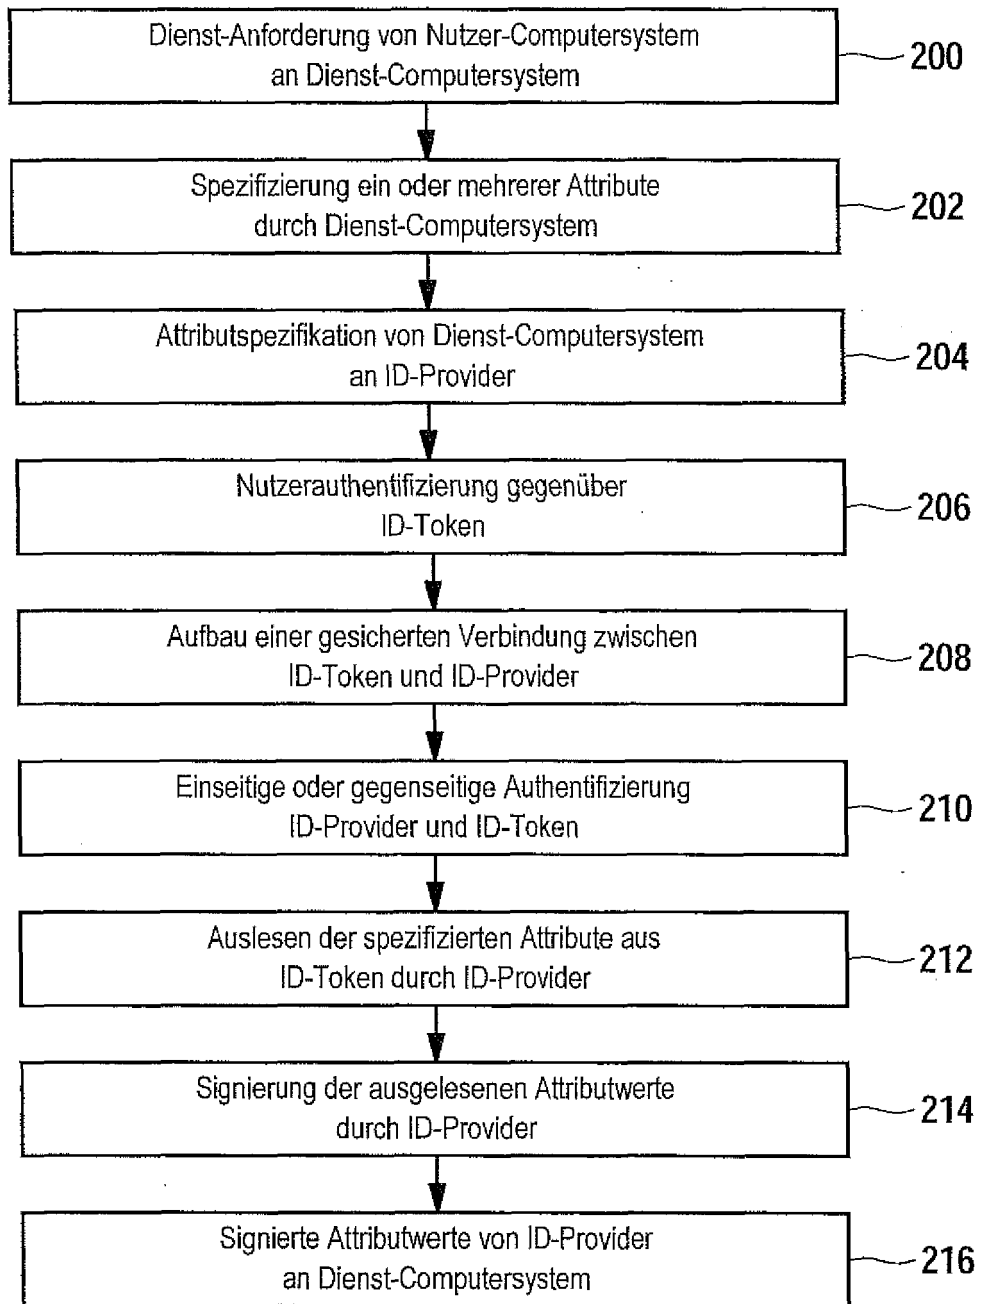 Dienst-Anforderung von Nutzer-Computersystem
an Dienst-Computersystem
200
Spezifizierung ein oder mehrerer Attribute
durch Dienst-Computersystem
202
Attributspezifikation von Dienst-Computersystem
an ID-Provider
204
Nutzerauthentifizierung gegenüber
ID-Token
206
Aufbau einer gesicherten Verbindung zwischen
ID-Token und ID-Provider
208
Einseitige oder gegenseitige Authentifizierung
ID-Provider und ID-Token
210
Auslesen der spezifizierten Attribute aus
ID-Token durch ID-Provider
212
Signierung der ausgelesenen Attributwerte
durch ID-Provider
214
Signierte Attributwerte von ID-Provider
an Dienst-Computersystem
216